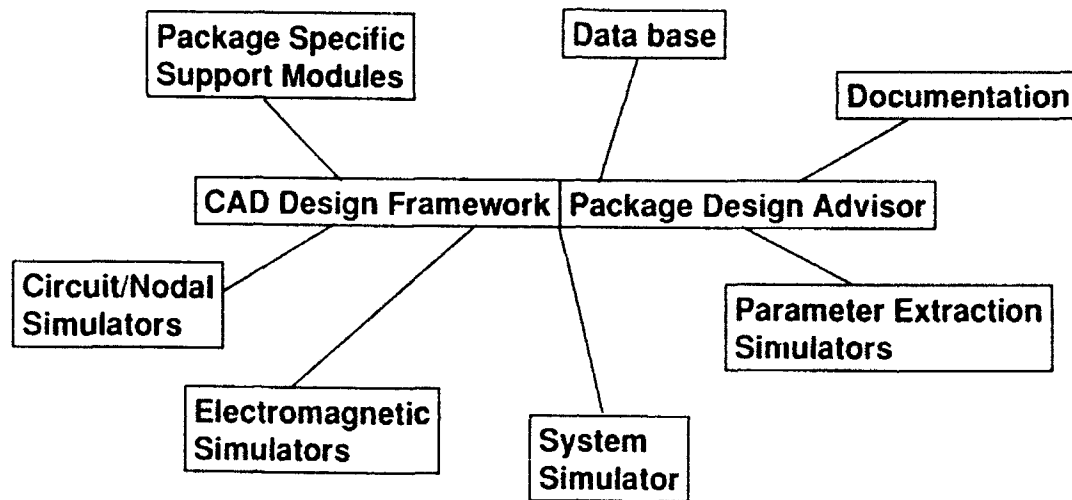 Package Specific
Support Modules
Data base
Documentation
CAD Design Framework
Package Design Advisor
Circuit/Nodal
Simulators
Parameter Extraction
Simulators
Electromagnetic
Simulators
System
Simulator